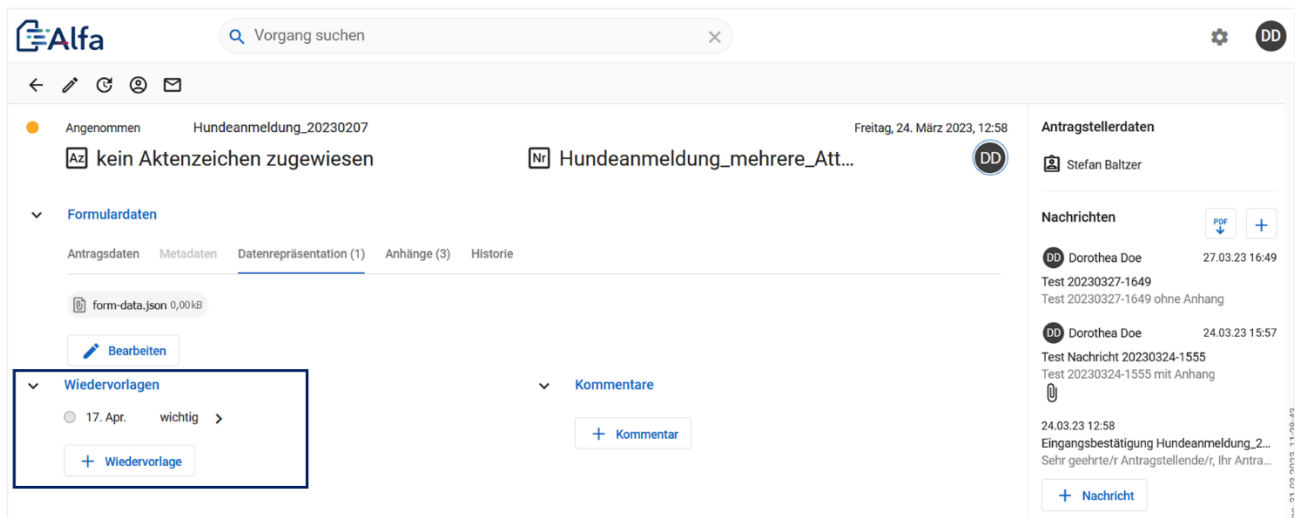 Alfa
Vorgang suchen
DD
Angenommen Hundeanmeldung_20230207 Freitag, 24. März 2023, 12:58
Az kein Aktenzeichen zugewiesen Nr Hundeanmeldung_mehrere_Att... DD
Formulardaten
Antragsdaten Metadaten Datenrepräsentation (1) Anhänge (3) Historie
form-data.json 0,00 kB
Bearbeiten
Wiedervorlagen
17. Apr. wichtig
+ Wiedervorlage
Kommentare
+ Kommentar
Antragstellerdaten
Stefan Baltzer
Nachrichten PDF +
DD Dorothea Doe 27.03.23 16:49
Test 20230327-1649
Test 20230327-1649 ohne Anhang
DD Dorothea Doe 24.03.23 15:57
Test Nachricht 20230324-1555
Test 20230324-1555 mit Anhang
24.03.23 12:58
Eingangsbestätigung Hundeanmeldung_2...
Sehr geehrte/r Antragstellende/r, Ihr Antra...
+ Nachricht
31.03.2023